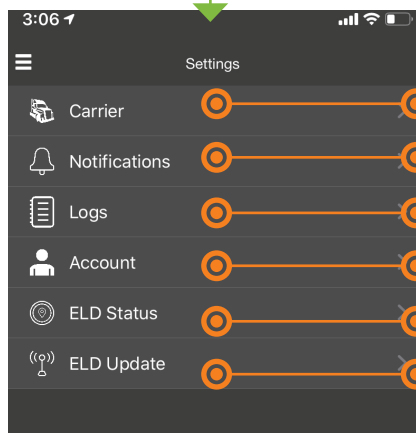 3:06
Settings
Carrier
Notifications
Logs
Account
ELD Status
ELD Update